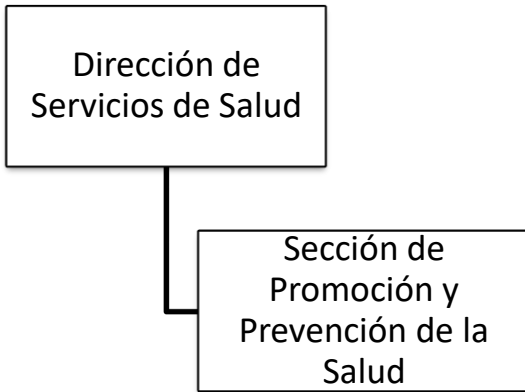 Dirección de
Servicios de Salud
Sección de
Promoción y
Prevención de la
Salud